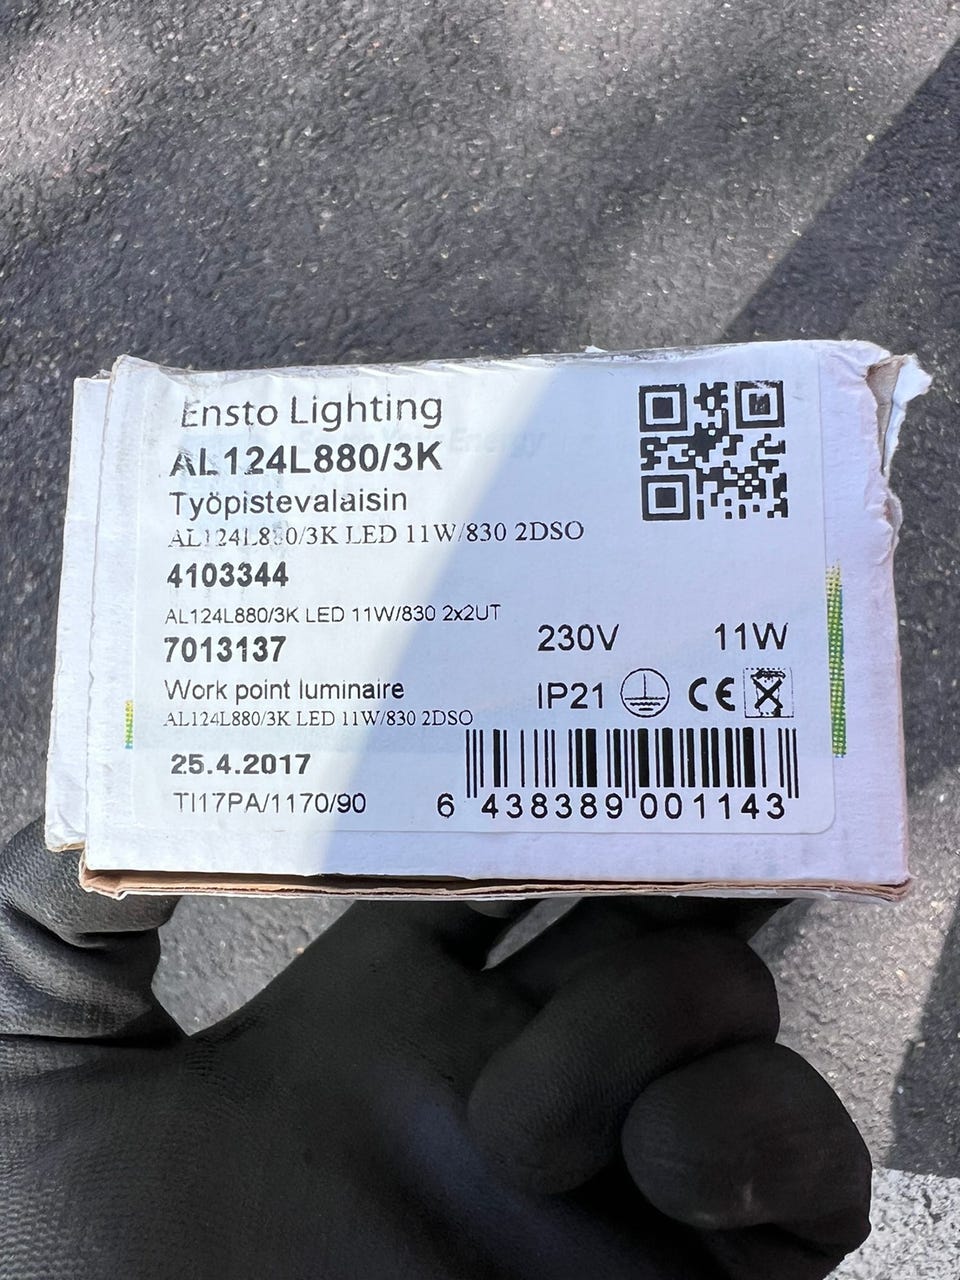 Ensto Lighting
AL124L880/3K
Työpistevalaisin
AL124L880/3K LED 11W/830 2DSO
4103344
AL124L880/3K LED 11W/830 2x2UT
7013137
230V 11W
Work point luminaire
IP21 CE
AL124L880/3K LED 11W/830 2DSO
25.4.2017
TI17PA/1170/90
6 438389 001143